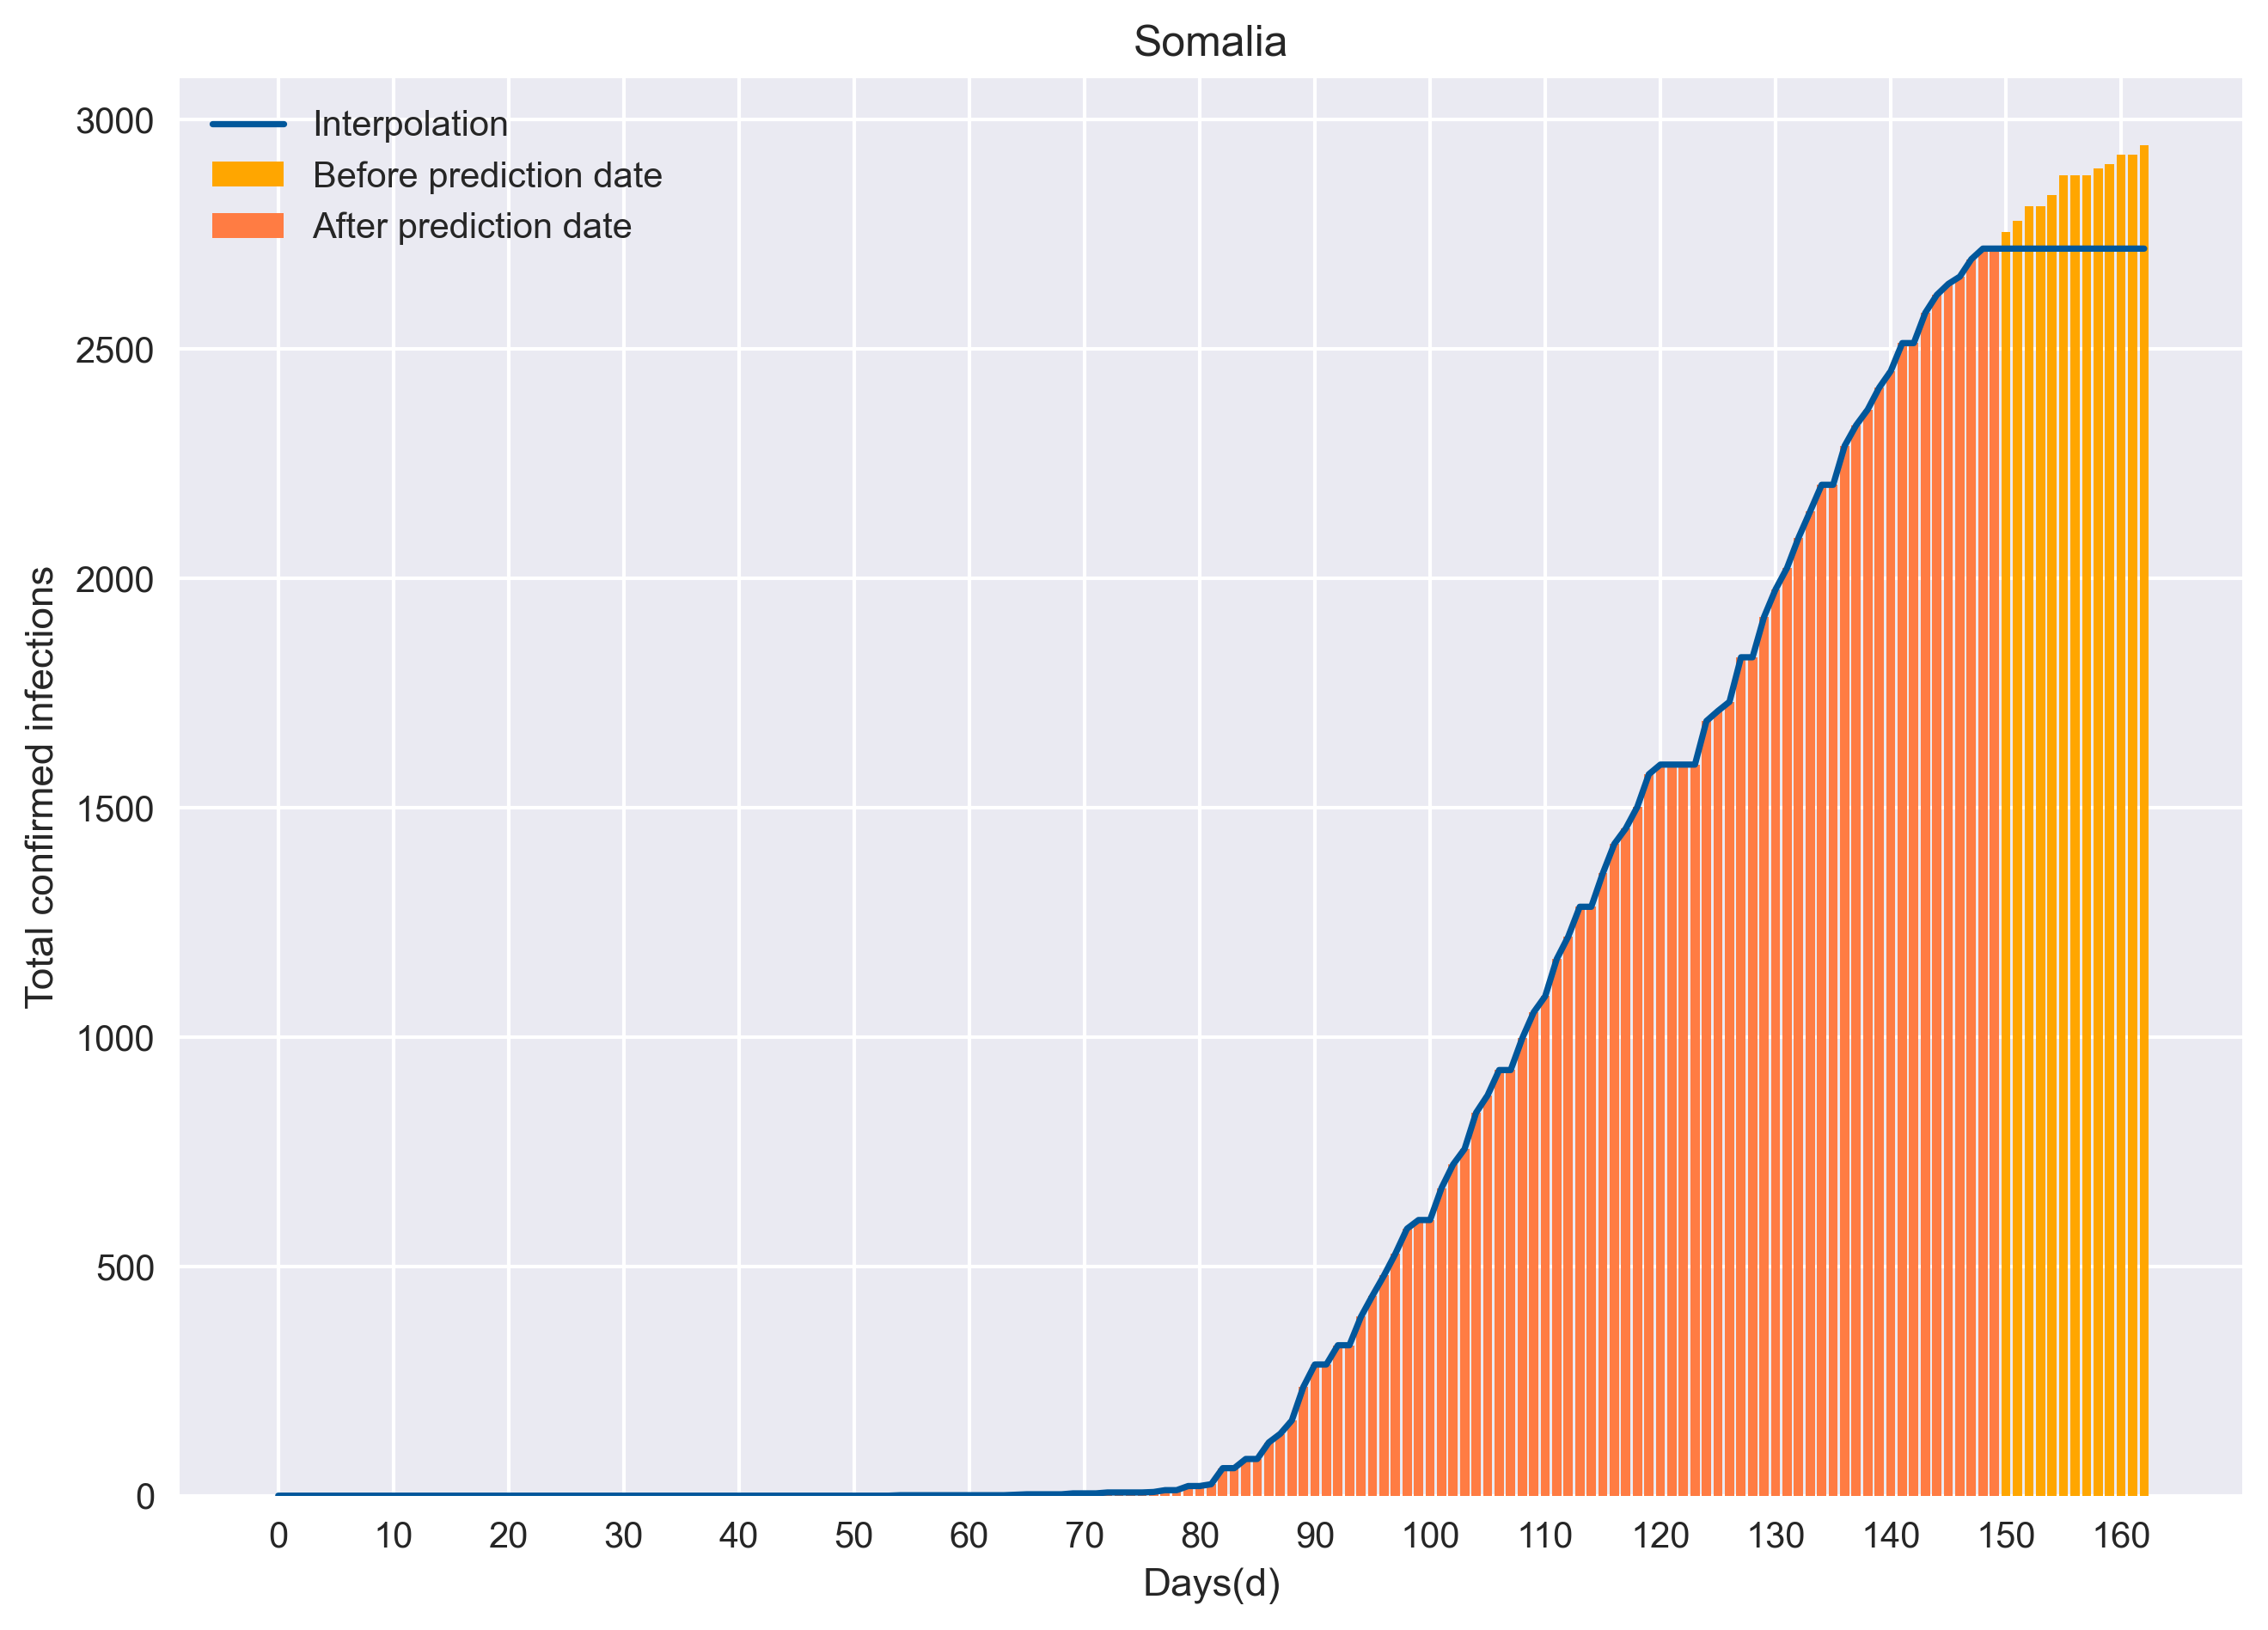 Somalia
3000
2500
2000
1500
1000
500
0
Total confirmed infections
Interpolation
Before prediction date
After prediction date
0 10 20 30 40 50 60 70 80 90 100 110 120 130 140 150 160
Days(d)